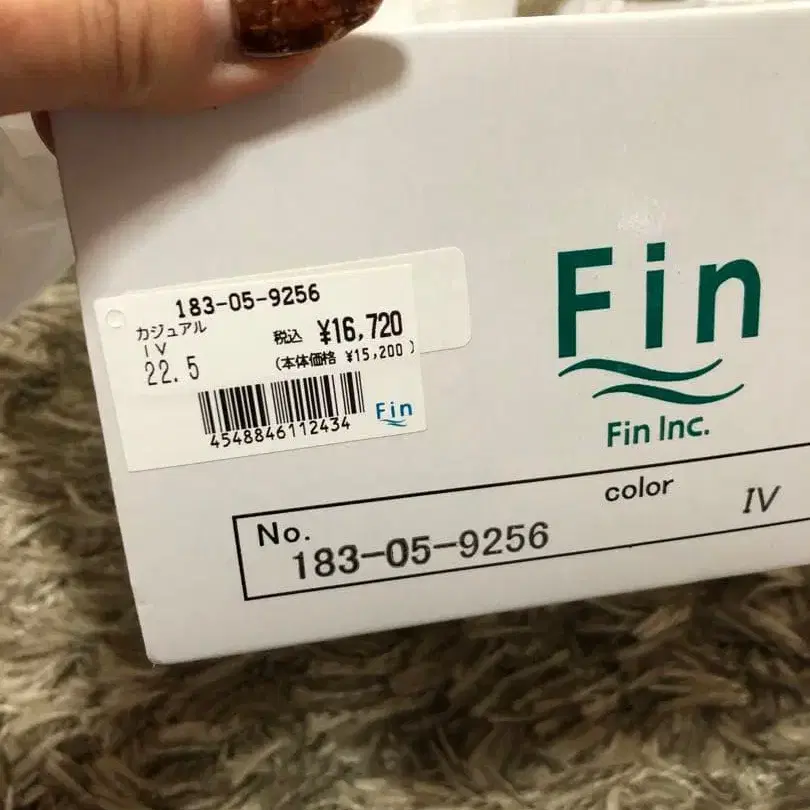 183-05-9256
カジュアル
IV
22.5
税込 ¥16,720
(本体価格 ¥15,200)
4548846112434
Fin
Fin
Fin Inc.
No.
183-05-9256
color
IV